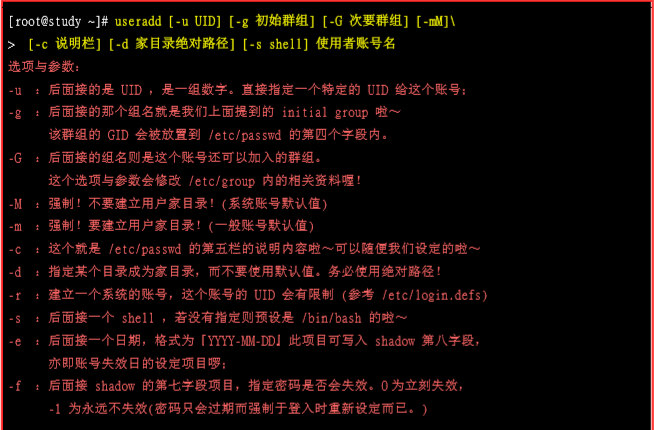 [root@study ~]# useradd [-u UID] [-g 初始群组] [-G 次要群组] [-mM]\
> [-c 说明栏] [-d 家目录绝对路径] [-s shell] 使用者账号名
选项与参数:
-u ：后面接的是 UID ，是一组数字。直接指定一个特定的 UID 给这个账号;
-g ：后面接的那个组名就是我们上面提到的 initial group 啦～
该群组的 GID 会被放置到 /etc/passwd 的第四个字段内。
-G ：后面接的组名则是这个账号还可以加入的群组。
这个选项与参数会修改 /etc/group 内的相关资料喔！
-M ：强制！不要建立用户家目录！(系统账号默认值)
-m ：强制！要建立用户家目录！(一般账号默认值)
-c ：这个就是 /etc/passwd 的第五栏的说明内容啦～可以随便我们设定的啦～
-d ：指定某个目录成为家目录，而不要使用默认值。务必使用绝对路径！
-r ：建立一个系统的账号，这个账号的 UID 会有限制 (参考 /etc/login.defs)
-s ：后面接一个 shell ，若没有指定则预设是 /bin/bash 的啦～
-e ：后面接一个日期，格式为『YYYY-MM-DD』此项目可写入 shadow 第八字段，
亦即账号失效日的设定项目啰;
-f ：后面接 shadow 的第七字段项目，指定密码是否会失效。0为立刻失效，
-1 为永远不失效(密码只会过期而强制于登入时重新设定而已。)